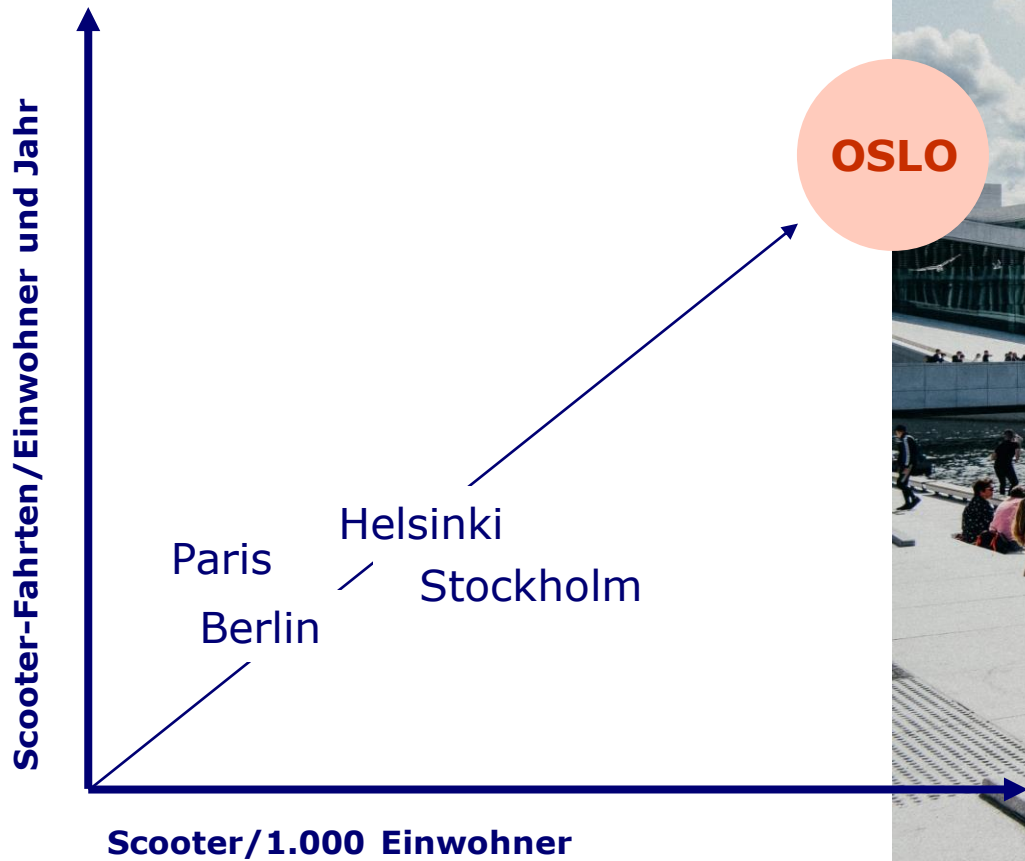 Scooter-Fahrten/Einwohner und Jahr
OSLO
Helsinki
Paris
Stockholm
Berlin
Scooter/1.000 Einwohner